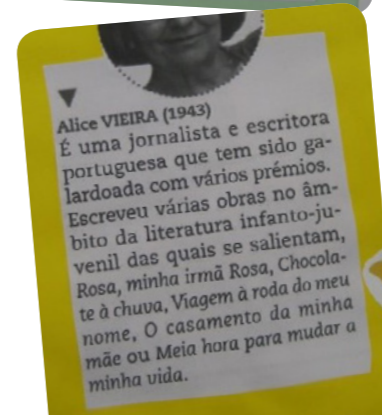 Alice VIEIRA (1943)
É uma jornalista e escritora
portuguesa que tem sido ga-
lardoada com vários prémios.
Escreveu várias obras no âm-
bito da literatura infanto-ju-
venil das quais se salientam,
Rosa, minha irmã Rosa, Chocola-
te à chuva, Viagem à roda do meu
nome, O casamento da minha
mãe ou Meia hora para mudar a
minha vida.